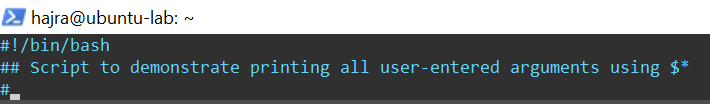 hajra@ubuntu-lab: ~
#!/bin/bash
## Script to demonstrate printing all user-entered arguments using $*
#